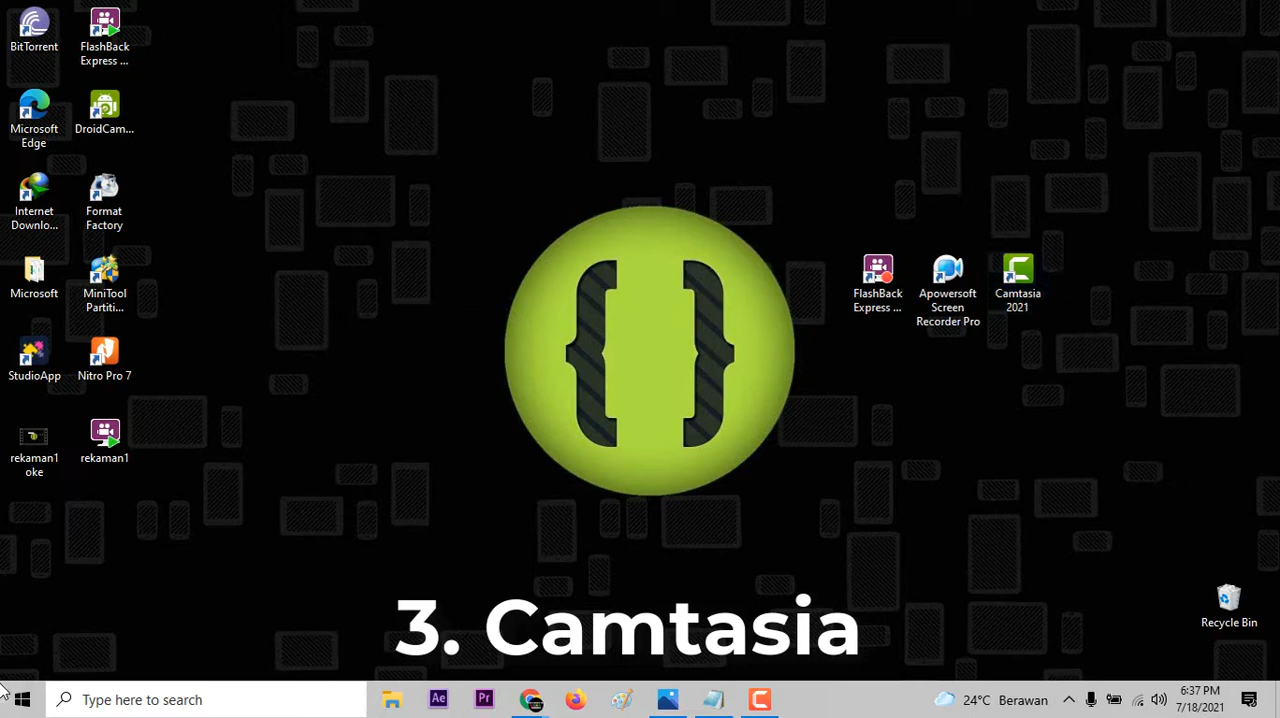 BitTorrent
FlashBack
Express ...
Microsoft
Edge
DroidCam...
Internet
Downlo...
Format
Factory
Microsoft
MiniTool
Partiti...
StudioApp
Nitro Pro 7
rekaman1
oke
rekaman1
FlashBack
Express ...
Apowersoft
Screen
Recorder Pro
Camtasia
2021
Recycle Bin
3. Camtasia
Type here to search
Ae
Pr
24°C Berawan
6:37 PM
7/18/2021